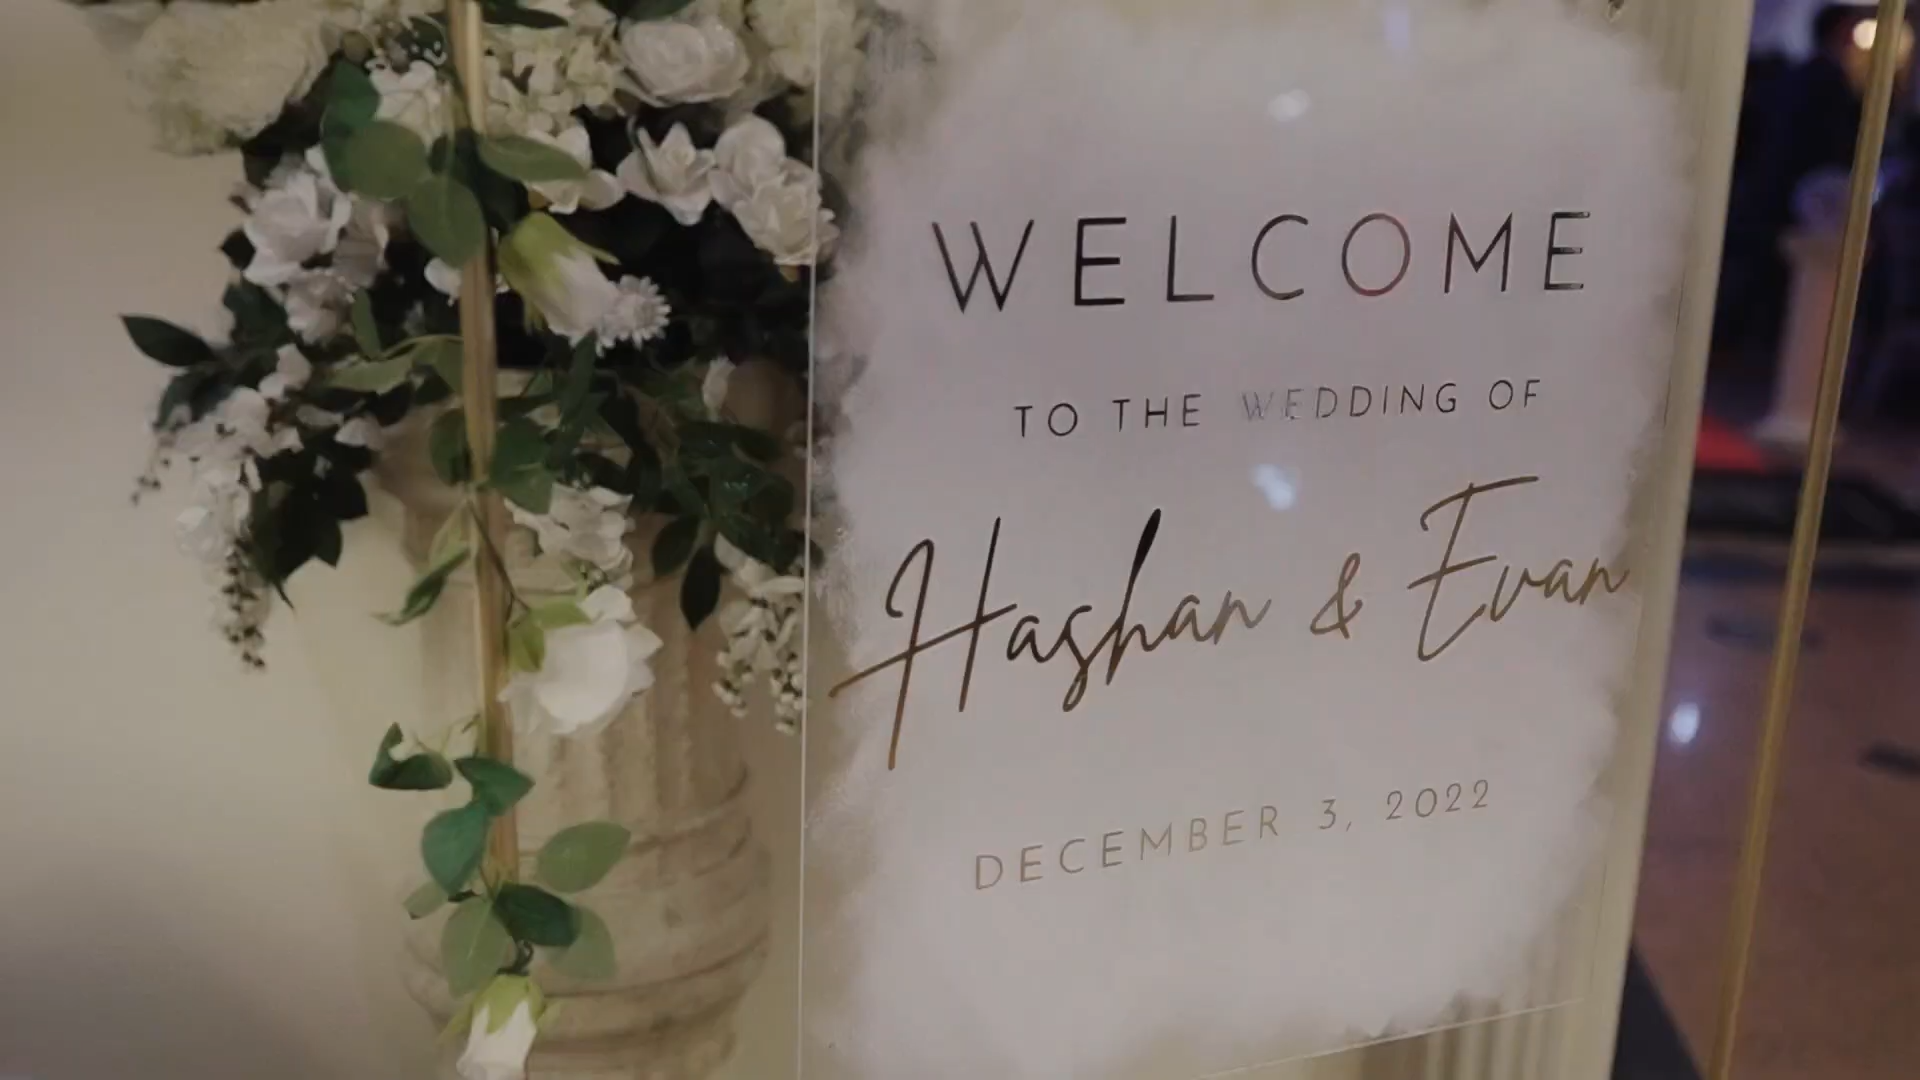 WELCOME
TO THE WEDDING OF
Hashan & Evan
DECEMBER 3, 2022